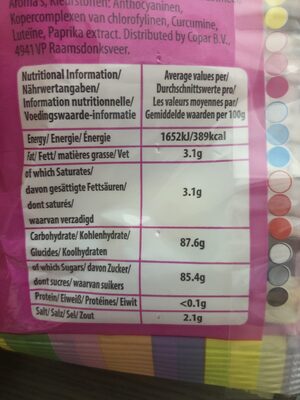 Aroma's, Kleurstoffen: Anthocyaninen,
Kopercomplexen van chlorofylinen, Curcumine,
Luteïne, Paprika extract. Distributed by Copar B.V.,
4941 VP Raamsdonksveer.
Nutritional Information/ Average values per/
Nährwertangaben/ Durchschnittswerte pro/
Information nutritionnelle/ Les valeurs moyennes par/
Voedingswaarde-informatie Gemiddelde waarden per 100g
Energy/ Energie/ Énergie 1652kJ/389kcal
Fat/ Fett/ matières grasse/ Vet 3.1g
of which Saturates/
davon gesättigte Fettsäuren/ 3.1g
dont saturés/
waarvan verzadigd
Carbohydrate/ Kohlenhydrate/ 87.6g
Glucides/ Koolhydraten
of which Sugars/ davon Zucker/ 85.4g
dont sucres/ waarvan suikers
Protein/ Eiweiß/ Protéines/ Eiwit <0.1g
Salt/ Salz/ Sel/ Zout 2.1g